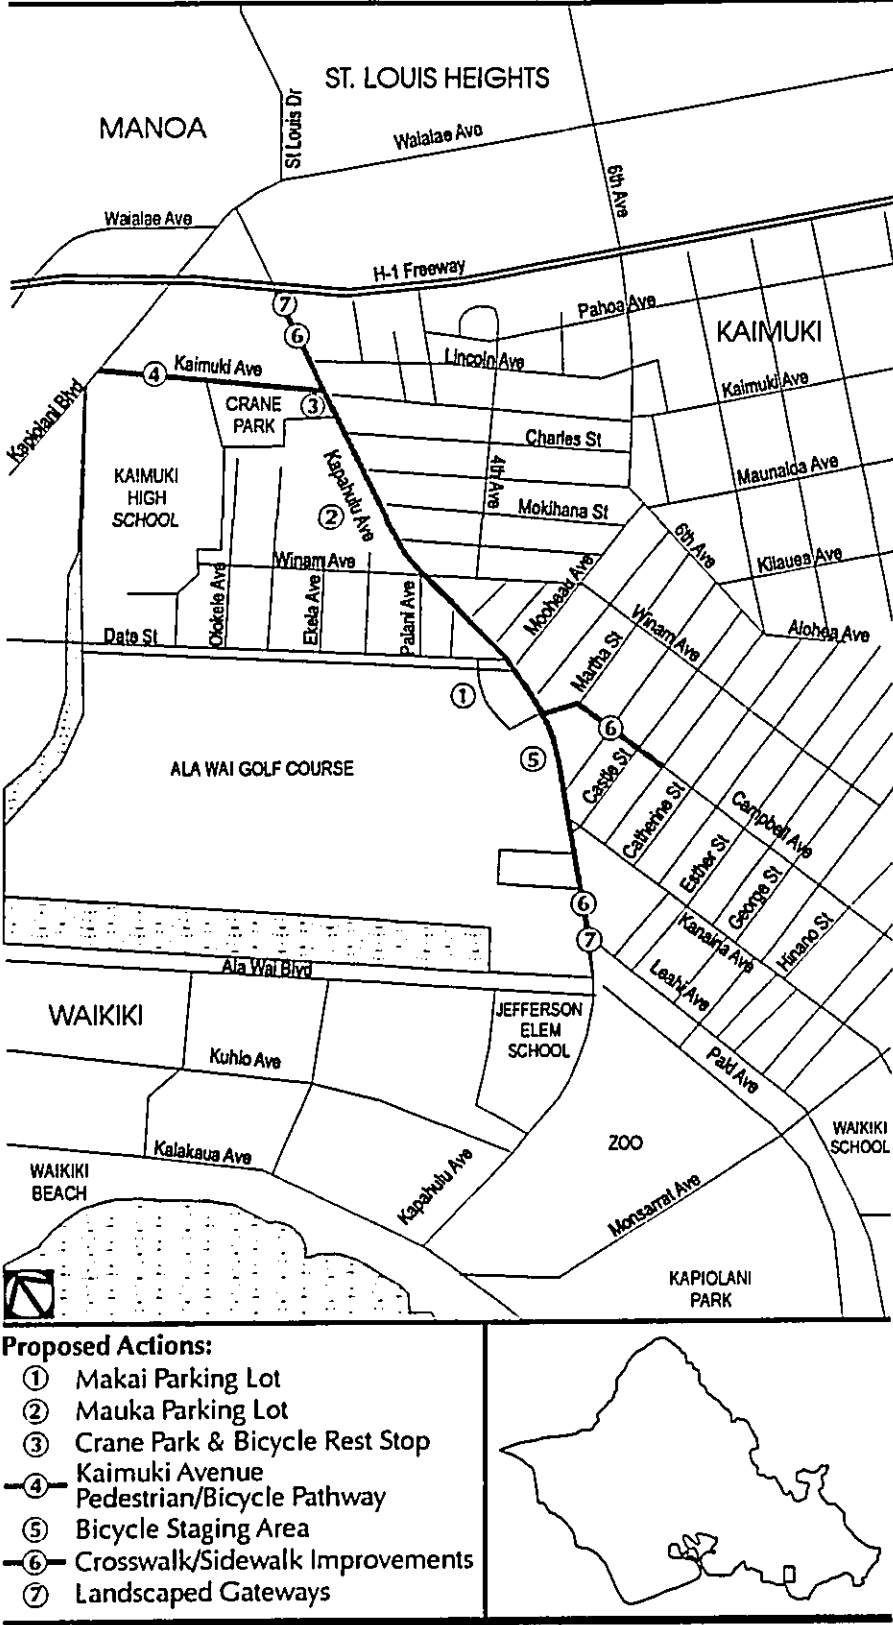 ST. LOUIS HEIGHTS
MANOA
St Louis Dr
Waialae Ave
6th Ave
Waialae Ave
H-1 Freeway
7
6
Pahoa Ave
KAIMUKI
Lincoln Ave
4
Kaimuki Ave
Kaimuki Ave
Kapiolani Blvd
CRANE
PARK
3
Charles St
KAIMUKI
HIGH
SCHOOL
Kapahulu Ave
4th Ave
Maunaloa Ave
2
Mokihana St
6th Ave
Winam Ave
Kilauea Ave
Olokele Ave
Ekela Ave
Palani Ave
Moohead Ave
Winam Ave
Alohea Ave
Date St
Martha St
1
6
5
ALA WAI GOLF COURSE
Castle St
Catherine St
Campbell Ave
Esther St
George St
6
Kanaina Ave
Hinano St
7
Ala Wai Blvd
Leahi Ave
WAIKIKI
JEFFERSON
ELEM
SCHOOL
Kuhio Ave
Paki Ave
ZOO
WAIKIKI
SCHOOL
Kalakaua Ave
WAIKIKI
BEACH
Kapahulu Ave
Monsarrat Ave
KAPIOLANI
PARK
Proposed Actions:
1 Makai Parking Lot
2 Mauka Parking Lot
3 Crane Park & Bicycle Rest Stop
4 Kaimuki Avenue
Pedestrian/Bicycle Pathway
5 Bicycle Staging Area
6 Crosswalk/Sidewalk Improvements
7 Landscaped Gateways